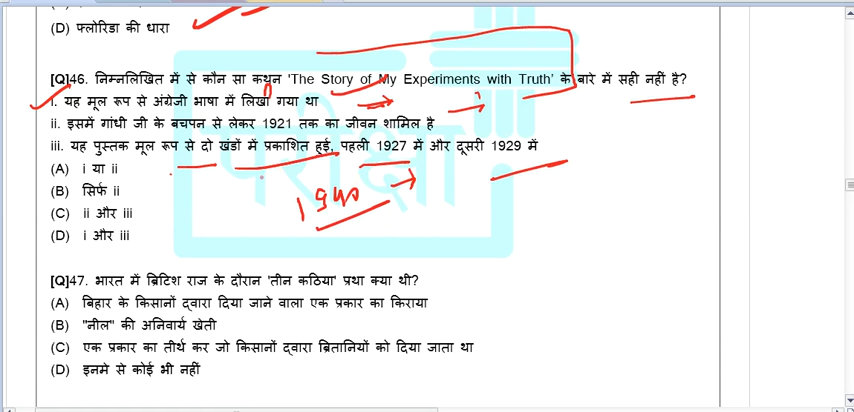 (D) फ्लोरिडा की धारा
[Q]46. निम्नलिखित में से कौन सा कथन 'The Story of My Experiments with Truth' के बारे में सही नहीं है?
i. यह मूल रूप से अंग्रेजी भाषा में लिखा गया था
ii. इसमें गांधी जी के बचपन से लेकर 1921 तक का जीवन शामिल है
iii. यह पुस्तक मूल रूप से दो खंडों में प्रकाशित हुई, पहली 1927 में और दूसरी 1929 में
(A) i या ii
(B) सिर्फ ii
(C) ii और iii
(D) i और iii
1940
परीक्षा
[Q]47. भारत में ब्रिटिश राज के दौरान 'तीन कठिया' प्रथा क्या थी?
(A) बिहार के किसानों द्वारा दिया जाने वाला एक प्रकार का किराया
(B) "नील" की अनिवार्य खेती
(C) एक प्रकार का तीर्थ कर जो किसानों द्वारा ब्रितानियों को दिया जाता था
(D) इनमे से कोई भी नहीं